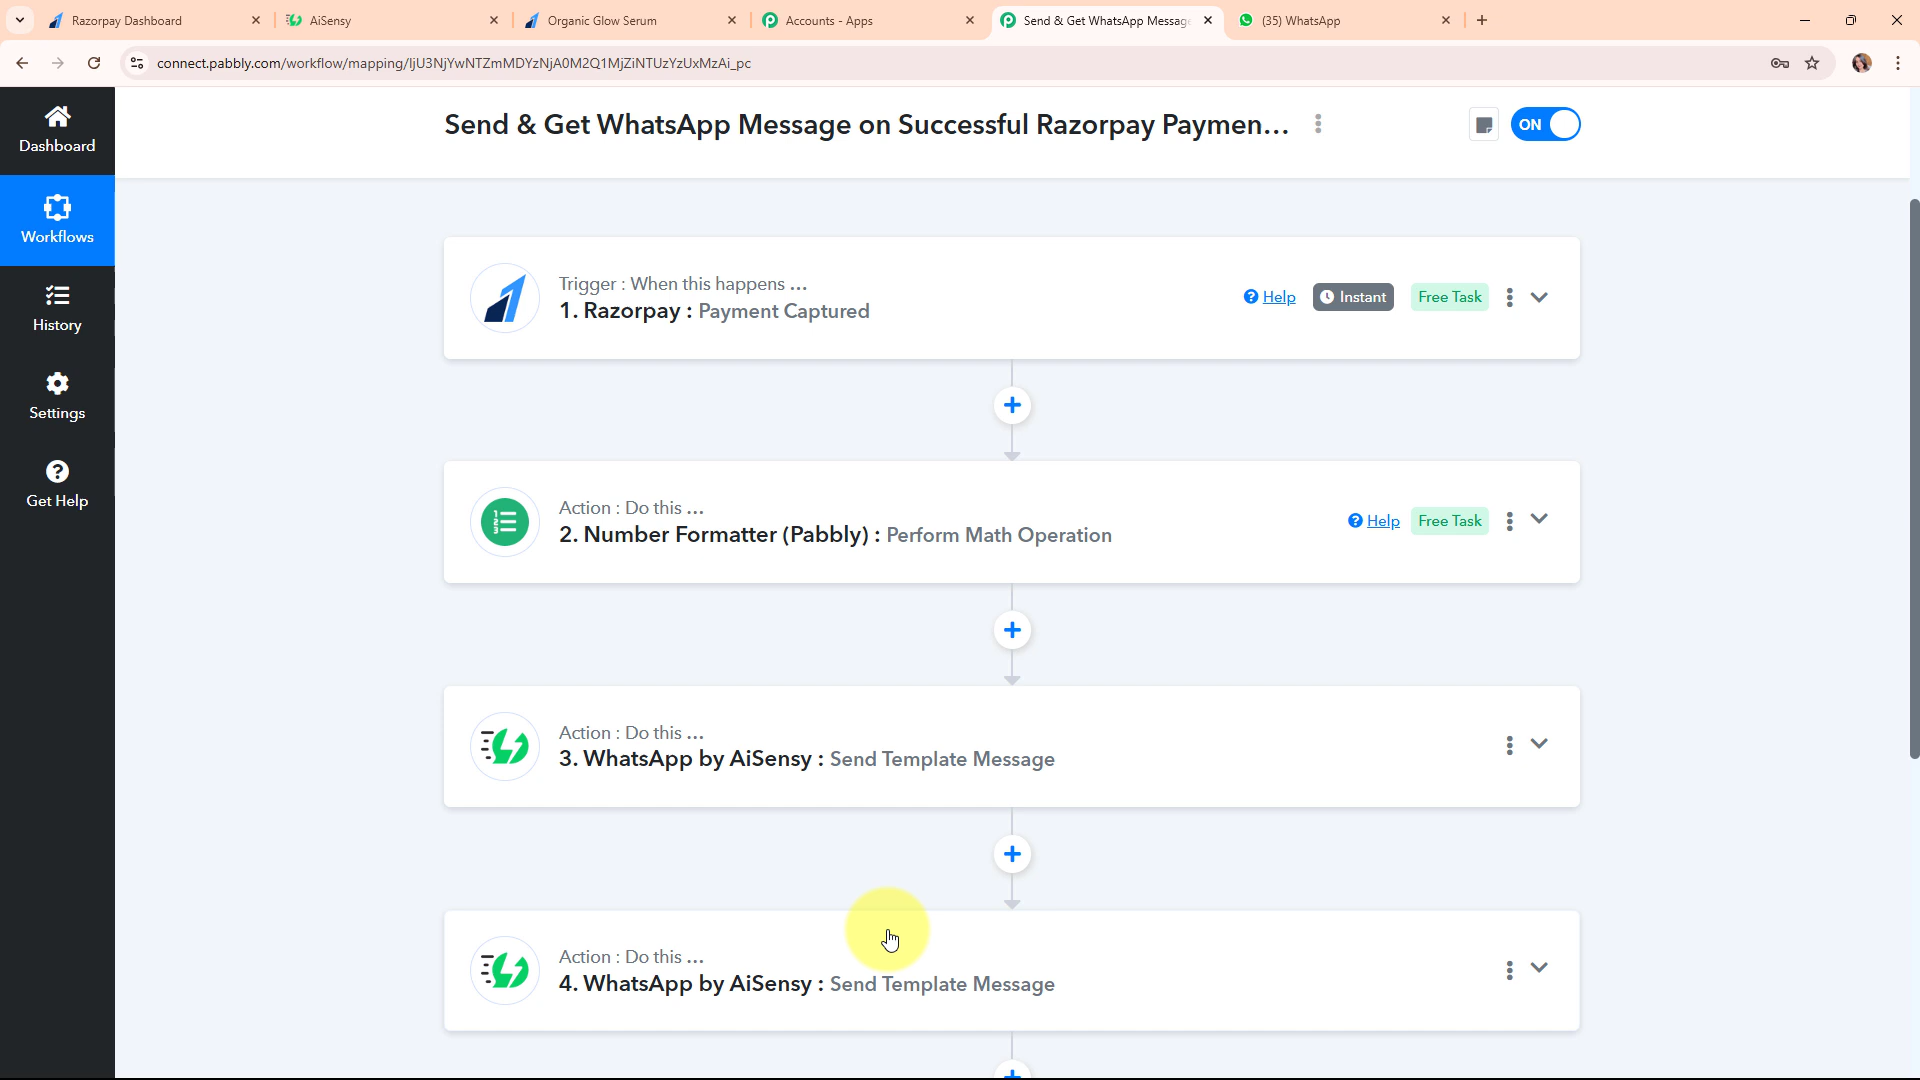 Razorpay Dashboard
AiSensy
Organic Glow Serum
Accounts - Apps
Send & Get WhatsApp Message
(35) WhatsApp
connect.pabbly.com/workflow/mapping/IjU3NjYwNTZmMDYzNjA0M2Q1MjZiNTUzYzUxMzAi_pc
Dashboard
Workflows
History
Settings
Get Help
Send & Get WhatsApp Message on Successful Razorpay Paymen...
ON
Trigger : When this happens ...
1. Razorpay : Payment Captured
Help
Instant
Free Task
Action : Do this ...
2. Number Formatter (Pabbly) : Perform Math Operation
Help
Free Task
Action : Do this ...
3. WhatsApp by AiSensy : Send Template Message
Action : Do this ...
4. WhatsApp by AiSensy : Send Template Message